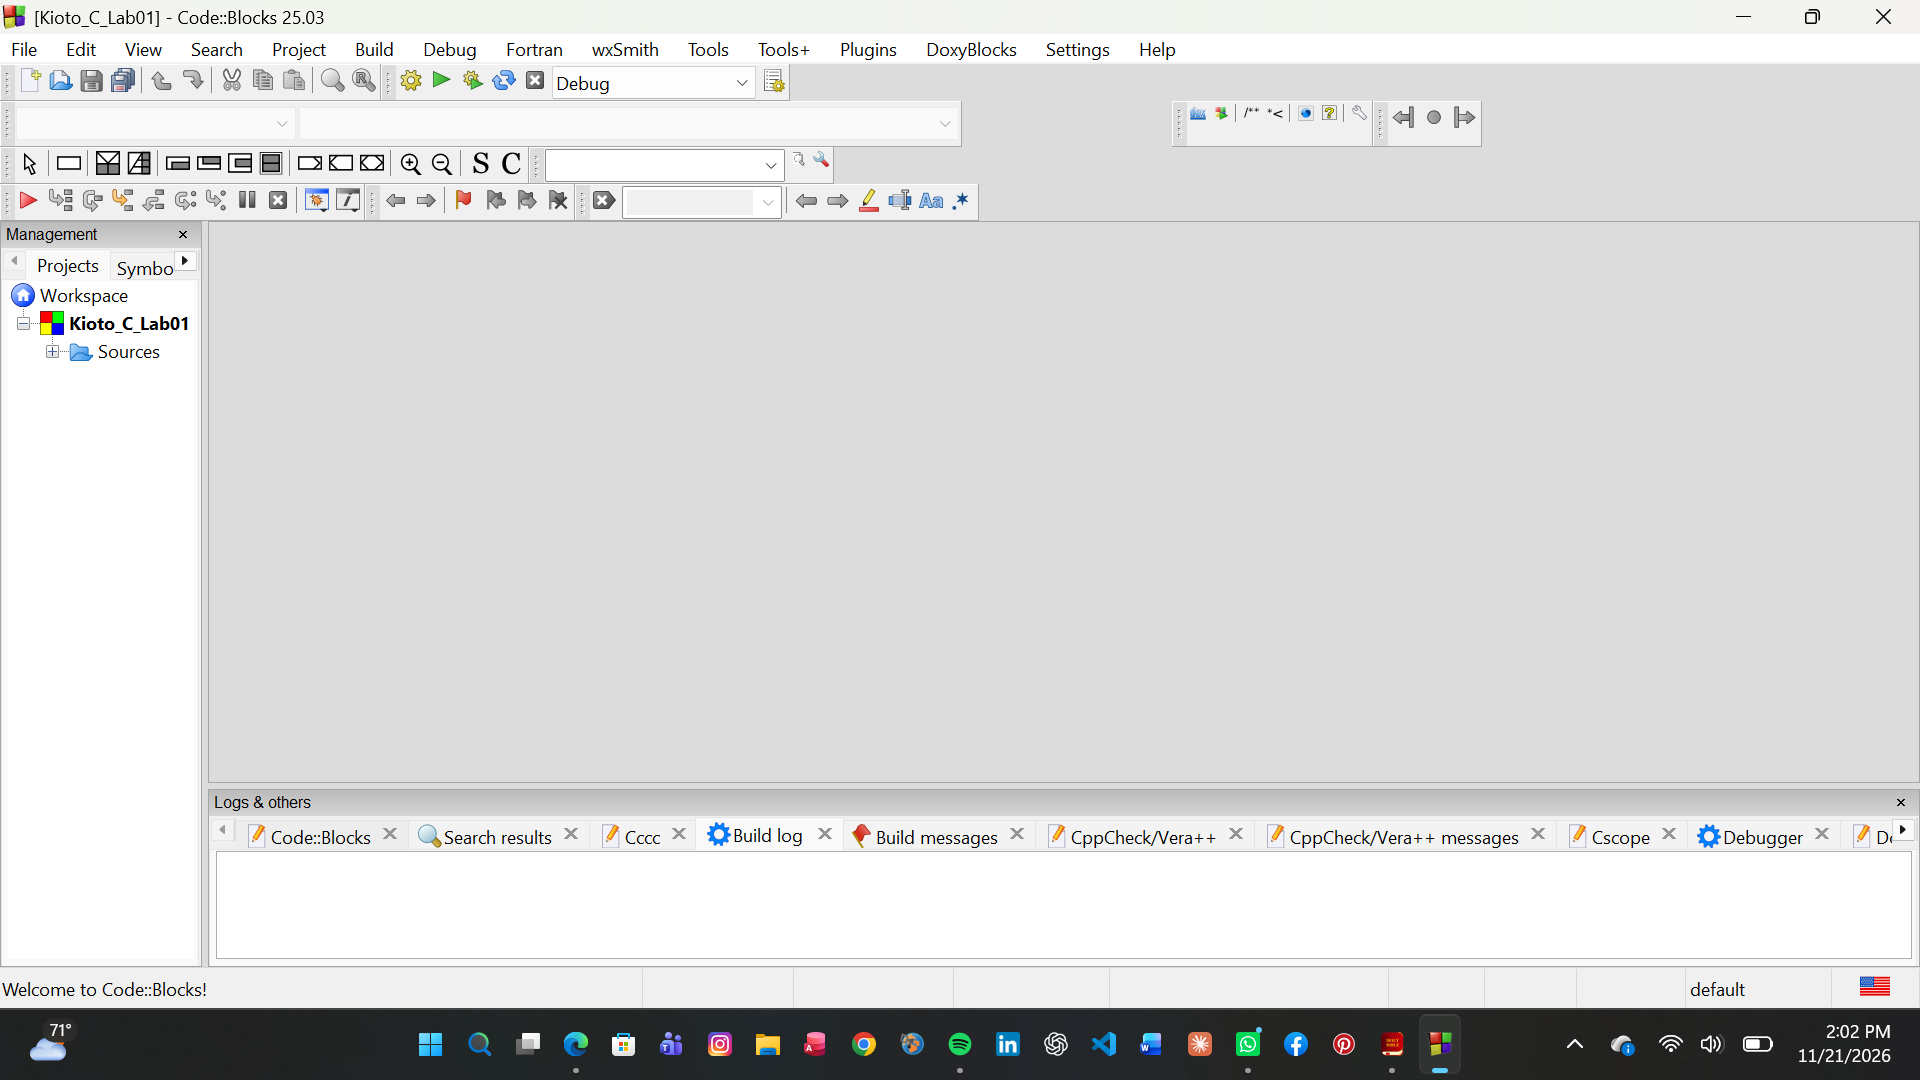 [Kioto_C_Lab01] - Code::Blocks 25.03
File Edit View Search Project Build Debug Fortran wxSmith Tools Tools+ Plugins DoxyBlocks Settings Help
Debug
/** *<
S C
Aa .*
Management
Projects Symbo
Workspace
Kioto_C_Lab01
Sources
Logs & others
Code::Blocks Search results Cccc Build log Build messages CppCheck/Vera++ CppCheck/Vera++ messages Cscope Debugger D
Welcome to Code::Blocks! default
71°
2:02 PM
11/21/2026